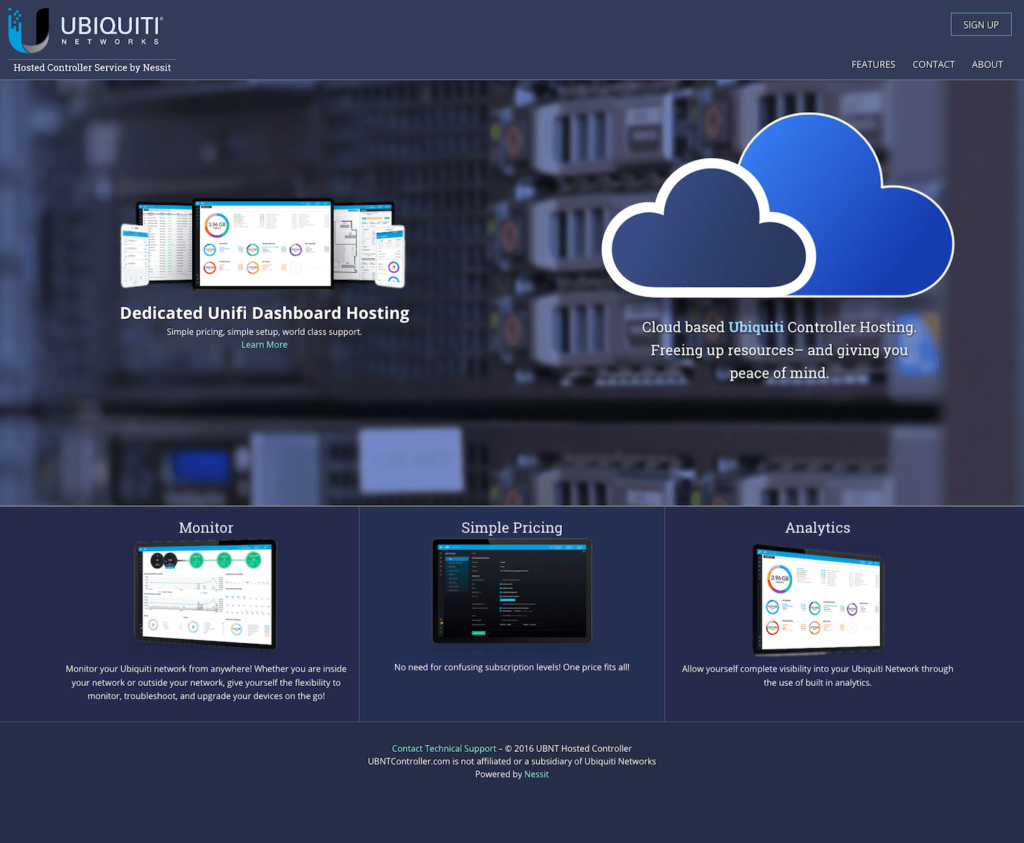 UBIQUITI
NETWORKS
Hosted Controller Service by Nessit
SIGN UP
FEATURES CONTACT ABOUT
3.96 GB
Dedicated Unifi Dashboard Hosting
Simple pricing, simple setup, world class support.
Learn More
Cloud based Ubiquiti Controller Hosting.
Freeing up resources– and giving you
peace of mind.
Monitor
Monitor your Ubiquiti network from anywhere! Whether you are inside
your network or outside your network, give yourself the flexibility to
monitor, troubleshoot, and upgrade your devices on the go!
Simple Pricing
No need for confusing subscription levels! One price fits all!
Analytics
3.96 GB
Allow yourself complete visibility into your Ubiquiti Network through
the use of built in analytics.
Contact Technical Support – © 2016 UBNT Hosted Controller
UBNTController.com is not affiliated or a subsidiary of Ubiquiti Networks
Powered by Nessit